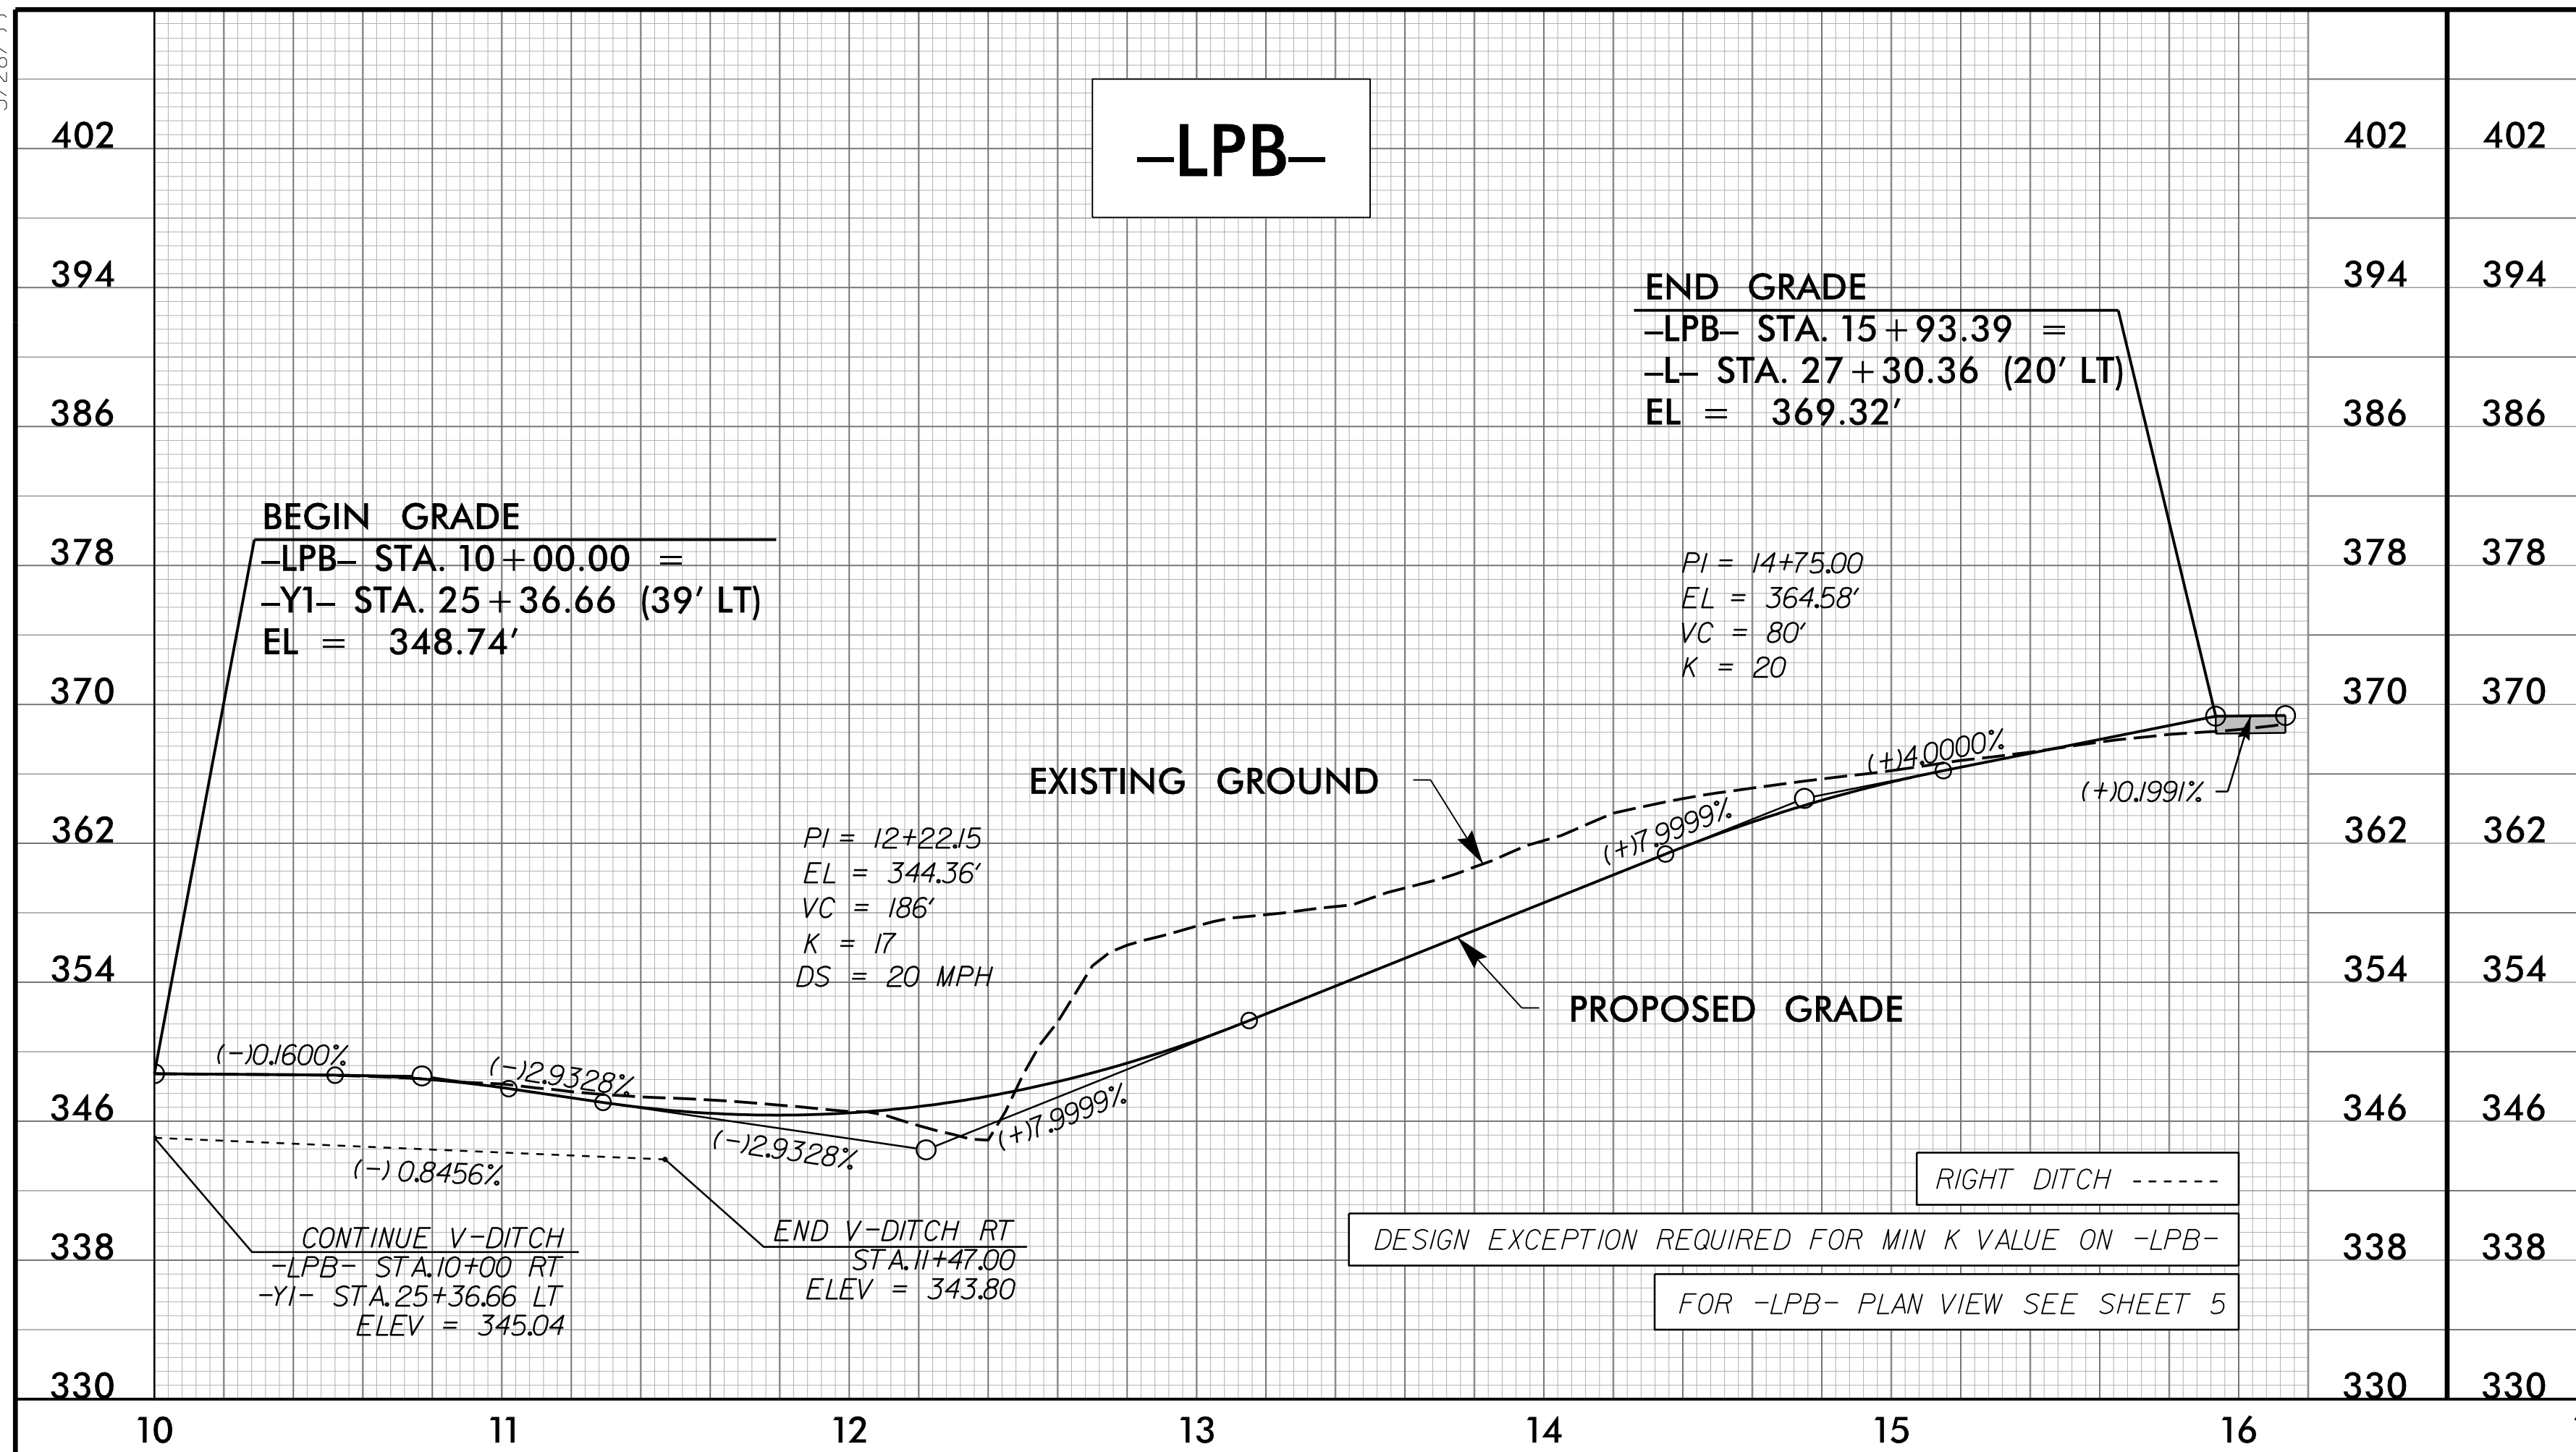 –LPB–
402 402 402
394 394 394
386 386 386
378 378 378
370 370 370
362 362 362
354 354 354
346 346 346
338 338 338
330 330 330
10 11 12 13 14 15 16
BEGIN GRADE
–LPB– STA. 10+00.00 =
–Y1– STA. 25+36.66 (39' LT)
EL = 348.74'
END GRADE
–LPB– STA. 15+93.39 =
–L– STA. 27+30.36 (20' LT)
EL = 369.32'
PI = 14+75.00
EL = 364.58'
VC = 80'
K = 20
EXISTING GROUND
PI = 12+22.15
EL = 344.36'
VC = 186'
K = 17
DS = 20 MPH
PROPOSED GRADE
(-)0.1600%
(-)2.9328%
(-)2.9328%
(+)7.9999%
(+)7.9999%
(+)4.0000%
(+)0.1991%
(-) 0.8456%
CONTINUE V-DITCH
-LPB- STA.10+00 RT
-Y1- STA.25+36.66 LT
ELEV = 345.04
END V-DITCH RT
STA.11+47.00
ELEV = 343.80
RIGHT DITCH ------
DESIGN EXCEPTION REQUIRED FOR MIN K VALUE ON -LPB-
FOR -LPB- PLAN VIEW SEE SHEET 5